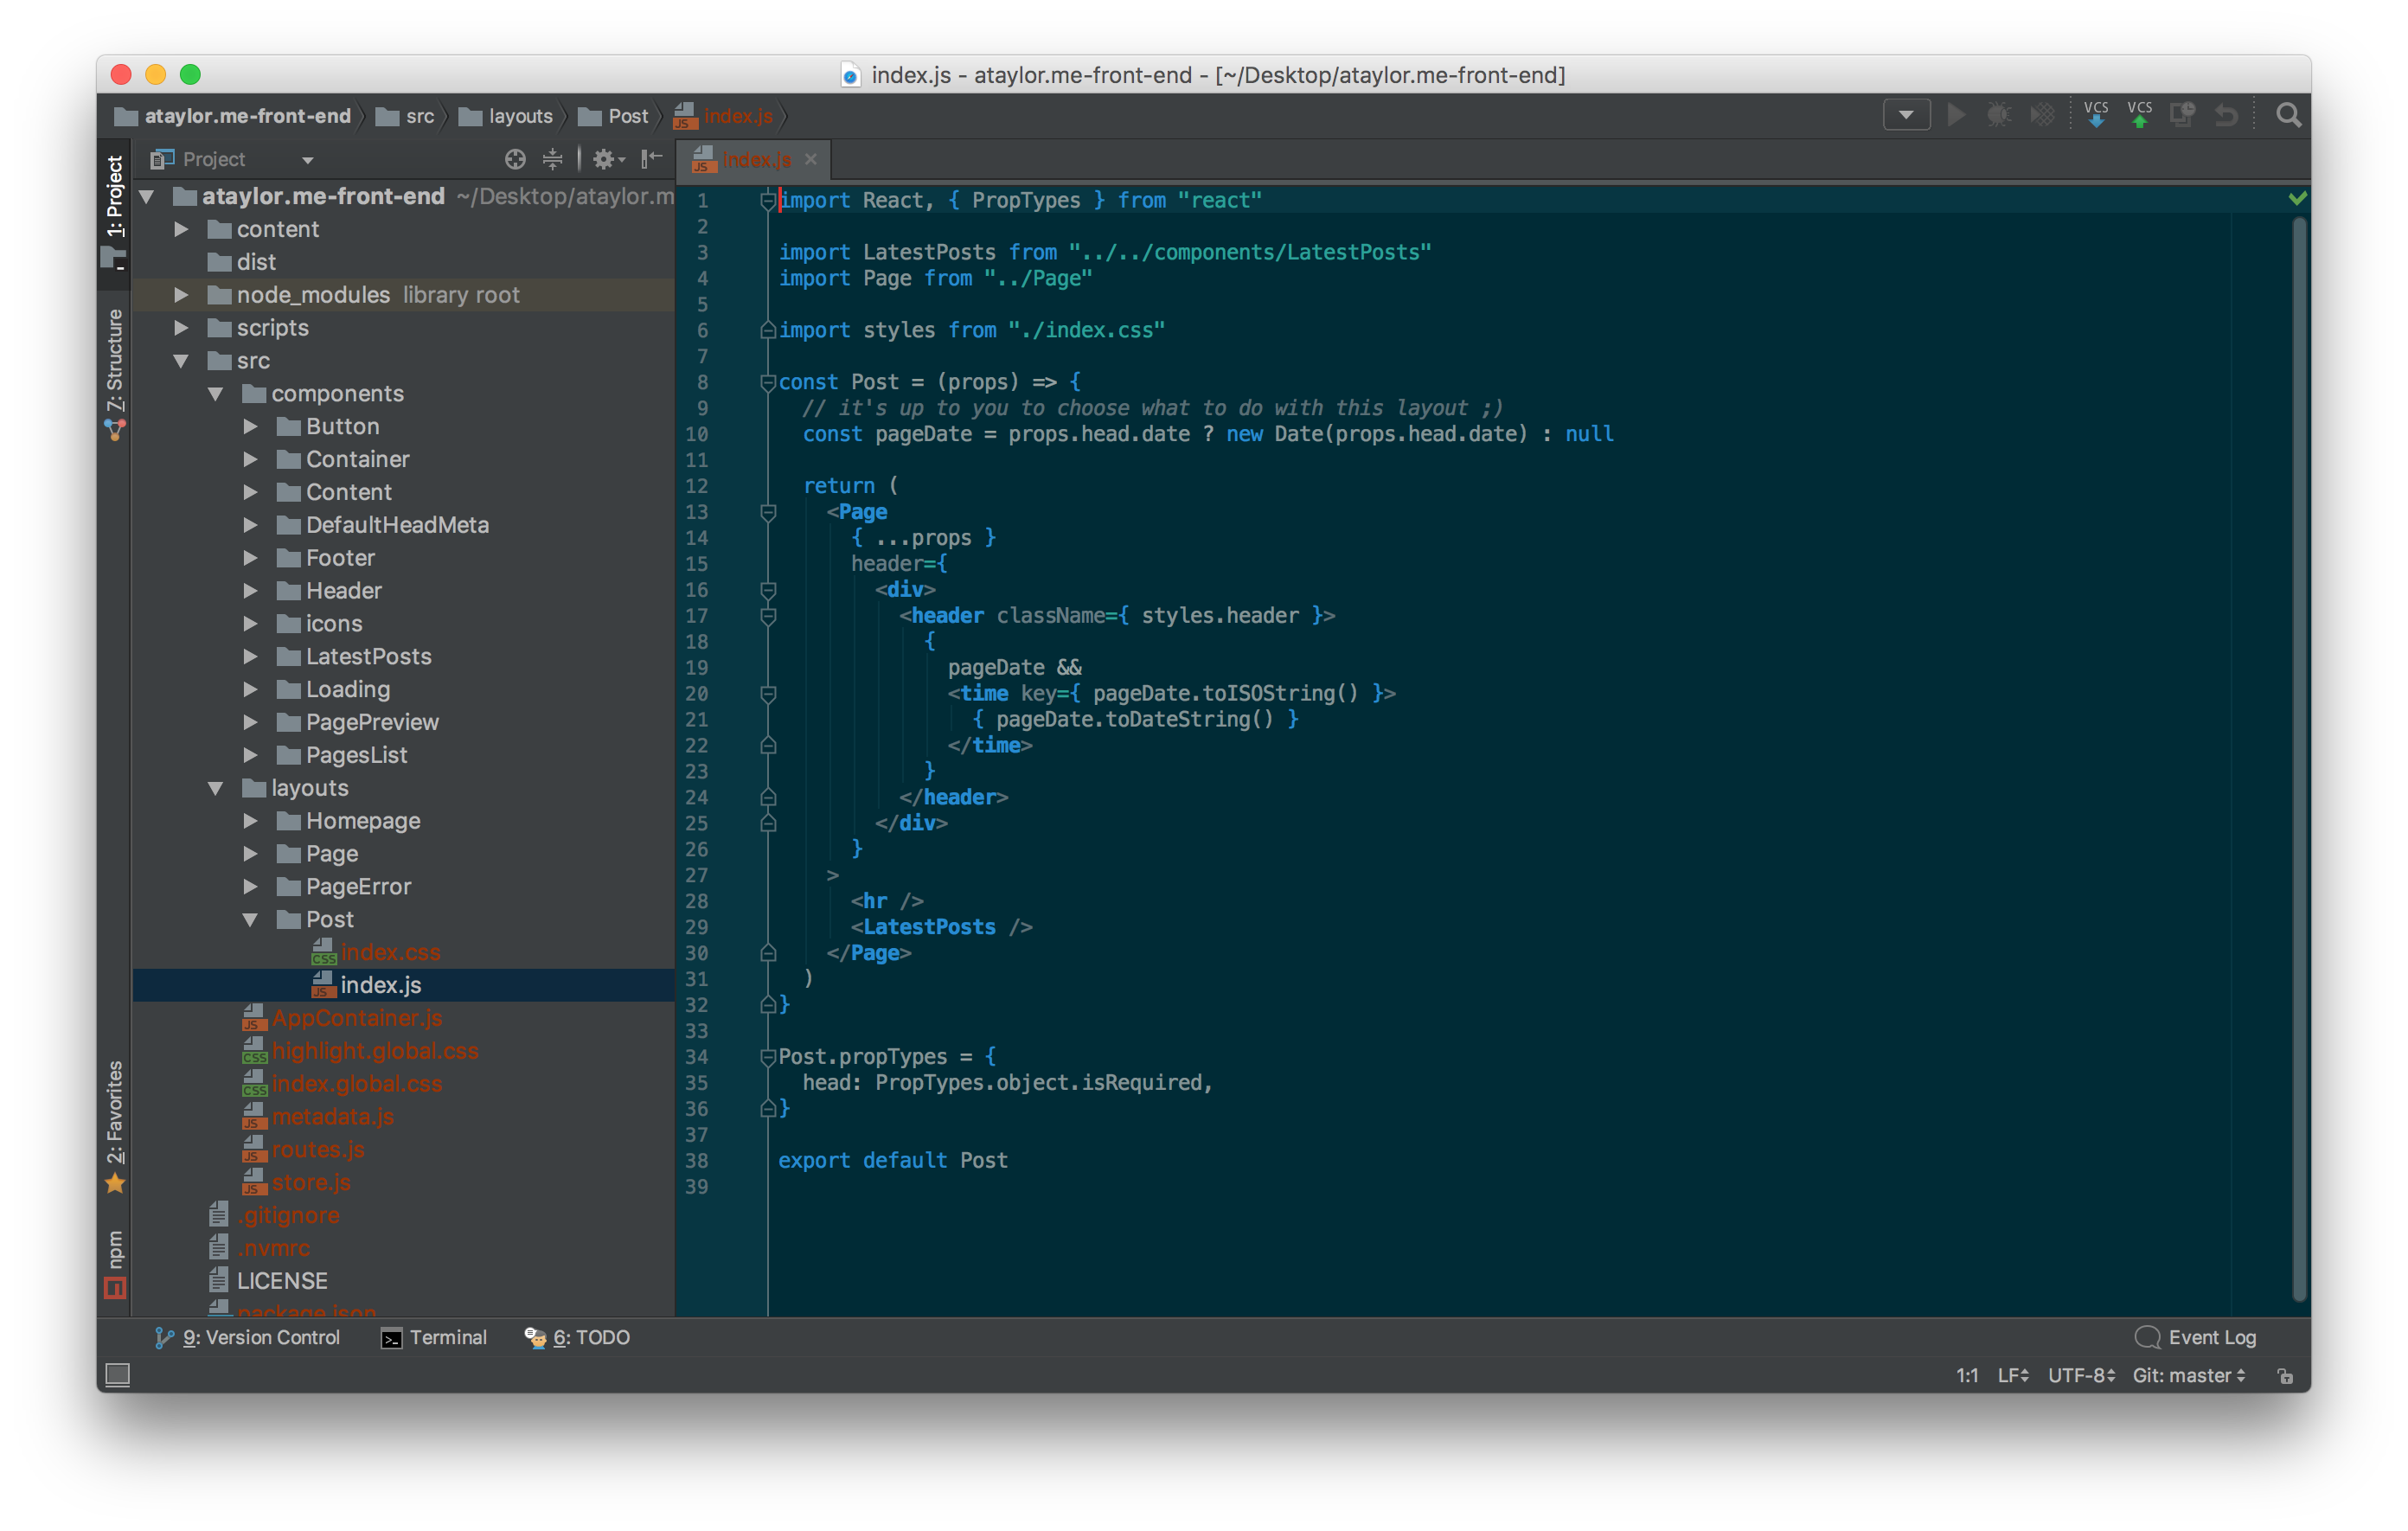 index.js - ataylor.me-front-end - [~/Desktop/ataylor.me-front-end]
ataylor.me-front-end src layouts Post index.js
VCS VCS
1: Project
7: Structure
2: Favorites
npm
Project
ataylor.me-front-end ~/Desktop/ataylor.m
content
dist
node_modules library root
scripts
src
components
Button
Container
Content
DefaultHeadMeta
Footer
Header
icons
LatestPosts
Loading
PagePreview
PagesList
layouts
Homepage
Page
PageError
Post
index.css
index.js
AppContainer.js
highlight.global.css
index.global.css
metadata.js
routes.js
store.js
.gitignore
.nvmrc
LICENSE
package.json
index.js
1 import React, { PropTypes } from "react"
2
3 import LatestPosts from "../../components/LatestPosts"
4 import Page from "../Page"
5
6 import styles from "./index.css"
7
8 const Post = (props) => {
9   // it's up to you to choose what to do with this layout ;)
10   const pageDate = props.head.date ? new Date(props.head.date) : null
11
12   return (
13     <Page
14       { ...props }
15       header={
16         <div>
17           <header className={ styles.header }>
18             {
19               pageDate &&
20               <time key={ pageDate.toISOString() }>
21                 { pageDate.toDateString() }
22               </time>
23             }
24           </header>
25         </div>
26       }
27     >
28       <hr />
29       <LatestPosts />
30     </Page>
31   )
32 }
33
34 Post.propTypes = {
35   head: PropTypes.object.isRequired,
36 }
37
38 export default Post
39
9: Version Control Terminal 6: TODO Event Log
1:1 LF UTF-8 Git: master